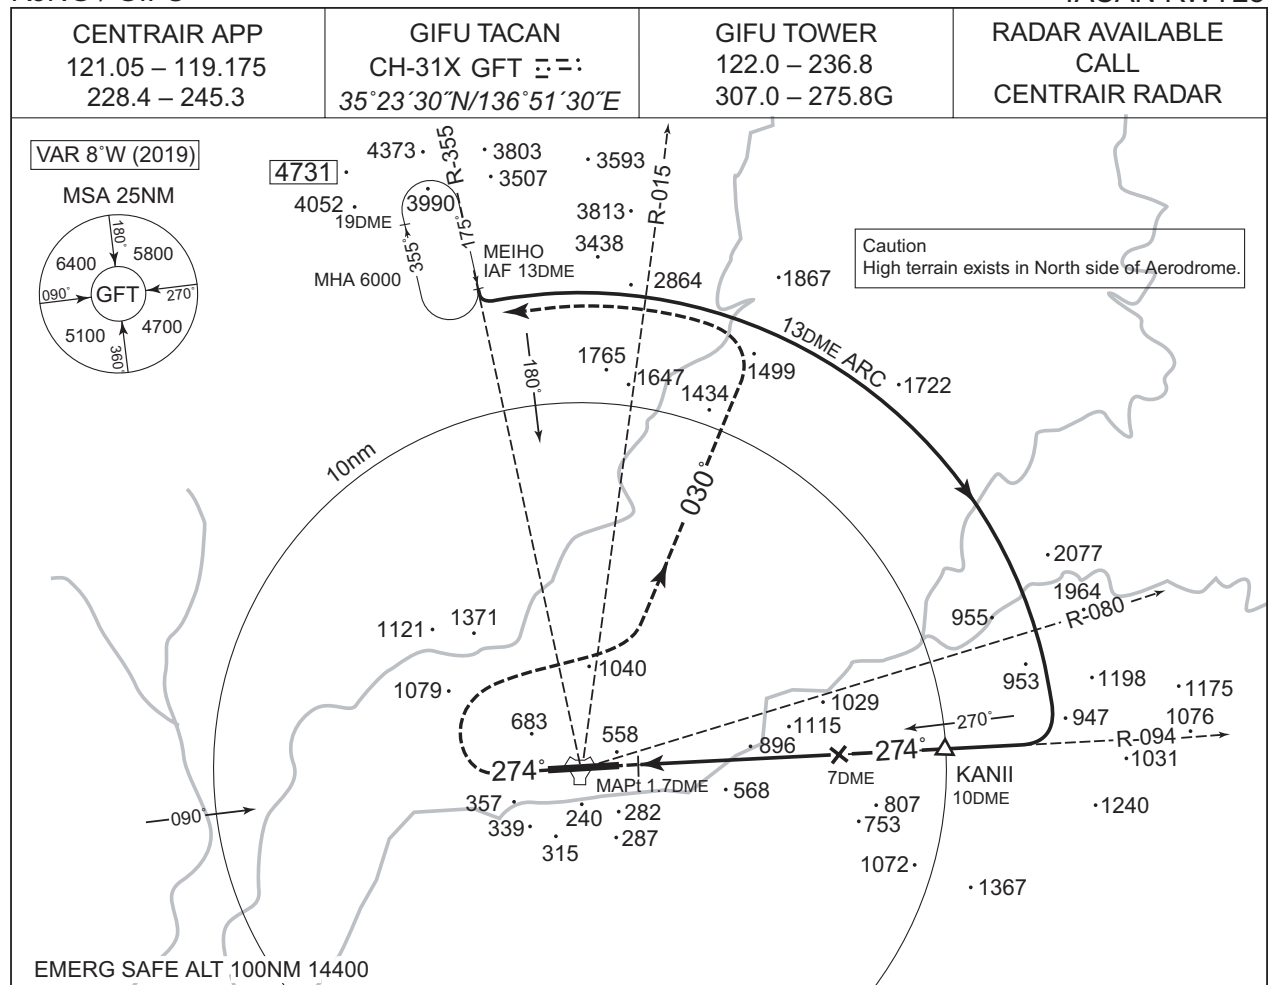 CENTRAIR APP
121.05 – 119.175
228.4 – 245.3
GIFU TACAN
CH-31X GFT
35˚23´30˝N/136˚51´30˝E
GIFU TOWER
122.0 – 236.8
307.0 – 275.8G
RADAR AVAILABLE
CALL
CENTRAIR RADAR
VAR 8˚W (2019)
MSA 25NM
180˚
6400
5800
090˚
GFT
270˚
5100
4700
360˚
4373
R-355
3803
3593
4731
3507
R-015
4052
3990
19DME
3813
175˚
355˚
3438
MEIHO
IAF 13DME
MHA 6000
2864
1867
Caution
High terrain exists in North side of Aerodrome.
13DME ARC
1765
1647
1499
180˚
1434
1722
10nm
030˚
2077
1964
R-080
955
1121
1371
1040
953
1198
1175
1079
1029
683
1115
947
1076
270˚
558
896
274˚
R-094
1031
274˚
MAPt 1.7DME
7DME
KANII
10DME
568
357
240
282
807
1240
090˚
339
287
753
315
1072
1367
EMERG SAFE ALT 100NM 14400